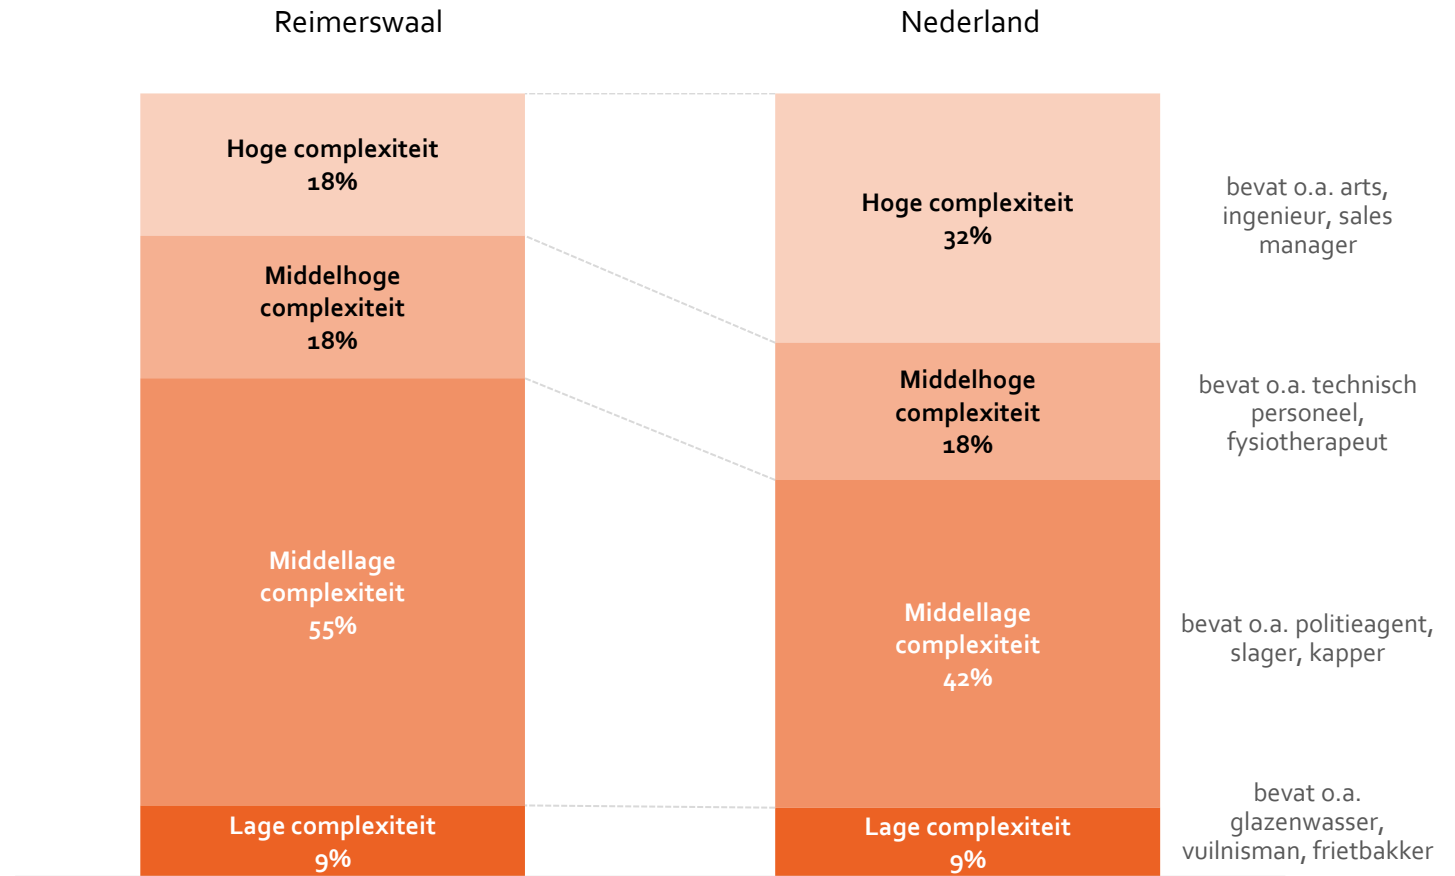 Reimerswaal
Nederland
Hoge complexiteit
18%
Middelhoge
complexiteit
18%
Middellage
complexiteit
55%
Lage complexiteit
9%
Hoge complexiteit
32%
Middelhoge
complexiteit
18%
Middellage
complexiteit
42%
Lage complexiteit
9%
bevat o.a. arts,
ingenieur, sales
manager
bevat o.a. technisch
personeel,
fysiotherapeut
bevat o.a. politieagent,
slager, kapper
bevat o.a.
glazenwasser,
vuilnisman, frietbakker